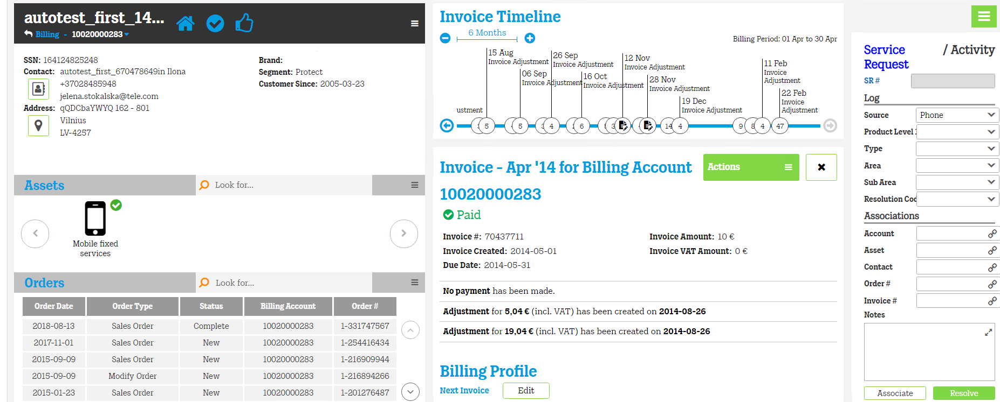 autotest_first_14...
Billing - 10020000283
SSN: 164124825248
Contact: autotest_first_670478649in Ilona
+37028485948
jelena.stokalska@tele.com
Address: qQDCbaYWYQ 162 - 801
Vilnius
LV-4257
Brand:
Segment: Protect
Customer Since: 2005-03-23
Assets
Look for...
Mobile fixed
services
Orders
Look for...
Order Date Order Type Status Billing Account Order #
2018-08-13 Sales Order Complete 10020000283 1-331747567
2017-11-01 Sales Order New 10020000283 1-254416434
2015-09-09 Sales Order New 10020000283 1-216909944
2015-09-09 Modify Order New 10020000283 1-216894266
2015-01-23 Sales Order New 10020000283 1-201276487
Invoice Timeline
6 Months
Billing Period: 01 Apr to 30 Apr
15 Aug
Invoice Adjustment
26 Sep
Invoice Adjustment
12 Nov
Invoice Adjustment
11 Feb
Invoice
Adjustment
06 Sep
Invoice Adjustment
16 Oct
Invoice Adjustment
28 Nov
Invoice Adjustment
22 Feb
Invoice
Adjustment
19 Dec
Invoice Adjustment
ustment
5 5 4 6 14 4 9 8 4 47
Invoice - Apr '14 for Billing Account
10020000283
Actions
Paid
Invoice #: 70437711
Invoice Created: 2014-05-01
Due Date: 2014-05-31
Invoice Amount: 10 €
Invoice VAT Amount: 0 €
No payment has been made.
Adjustment for 5,04 € (incl. VAT) has been created on 2014-08-26
Adjustment for 19,04 € (incl. VAT) has been created on 2014-08-26
Billing Profile
Next Invoice Edit
Service / Activity
Request
SR #
Log
Source Phone
Product Level
Type
Area
Sub Area
Resolution Cod
Associations
Account
Asset
Contact
Order #
Invoice #
Notes
Associate Resolve